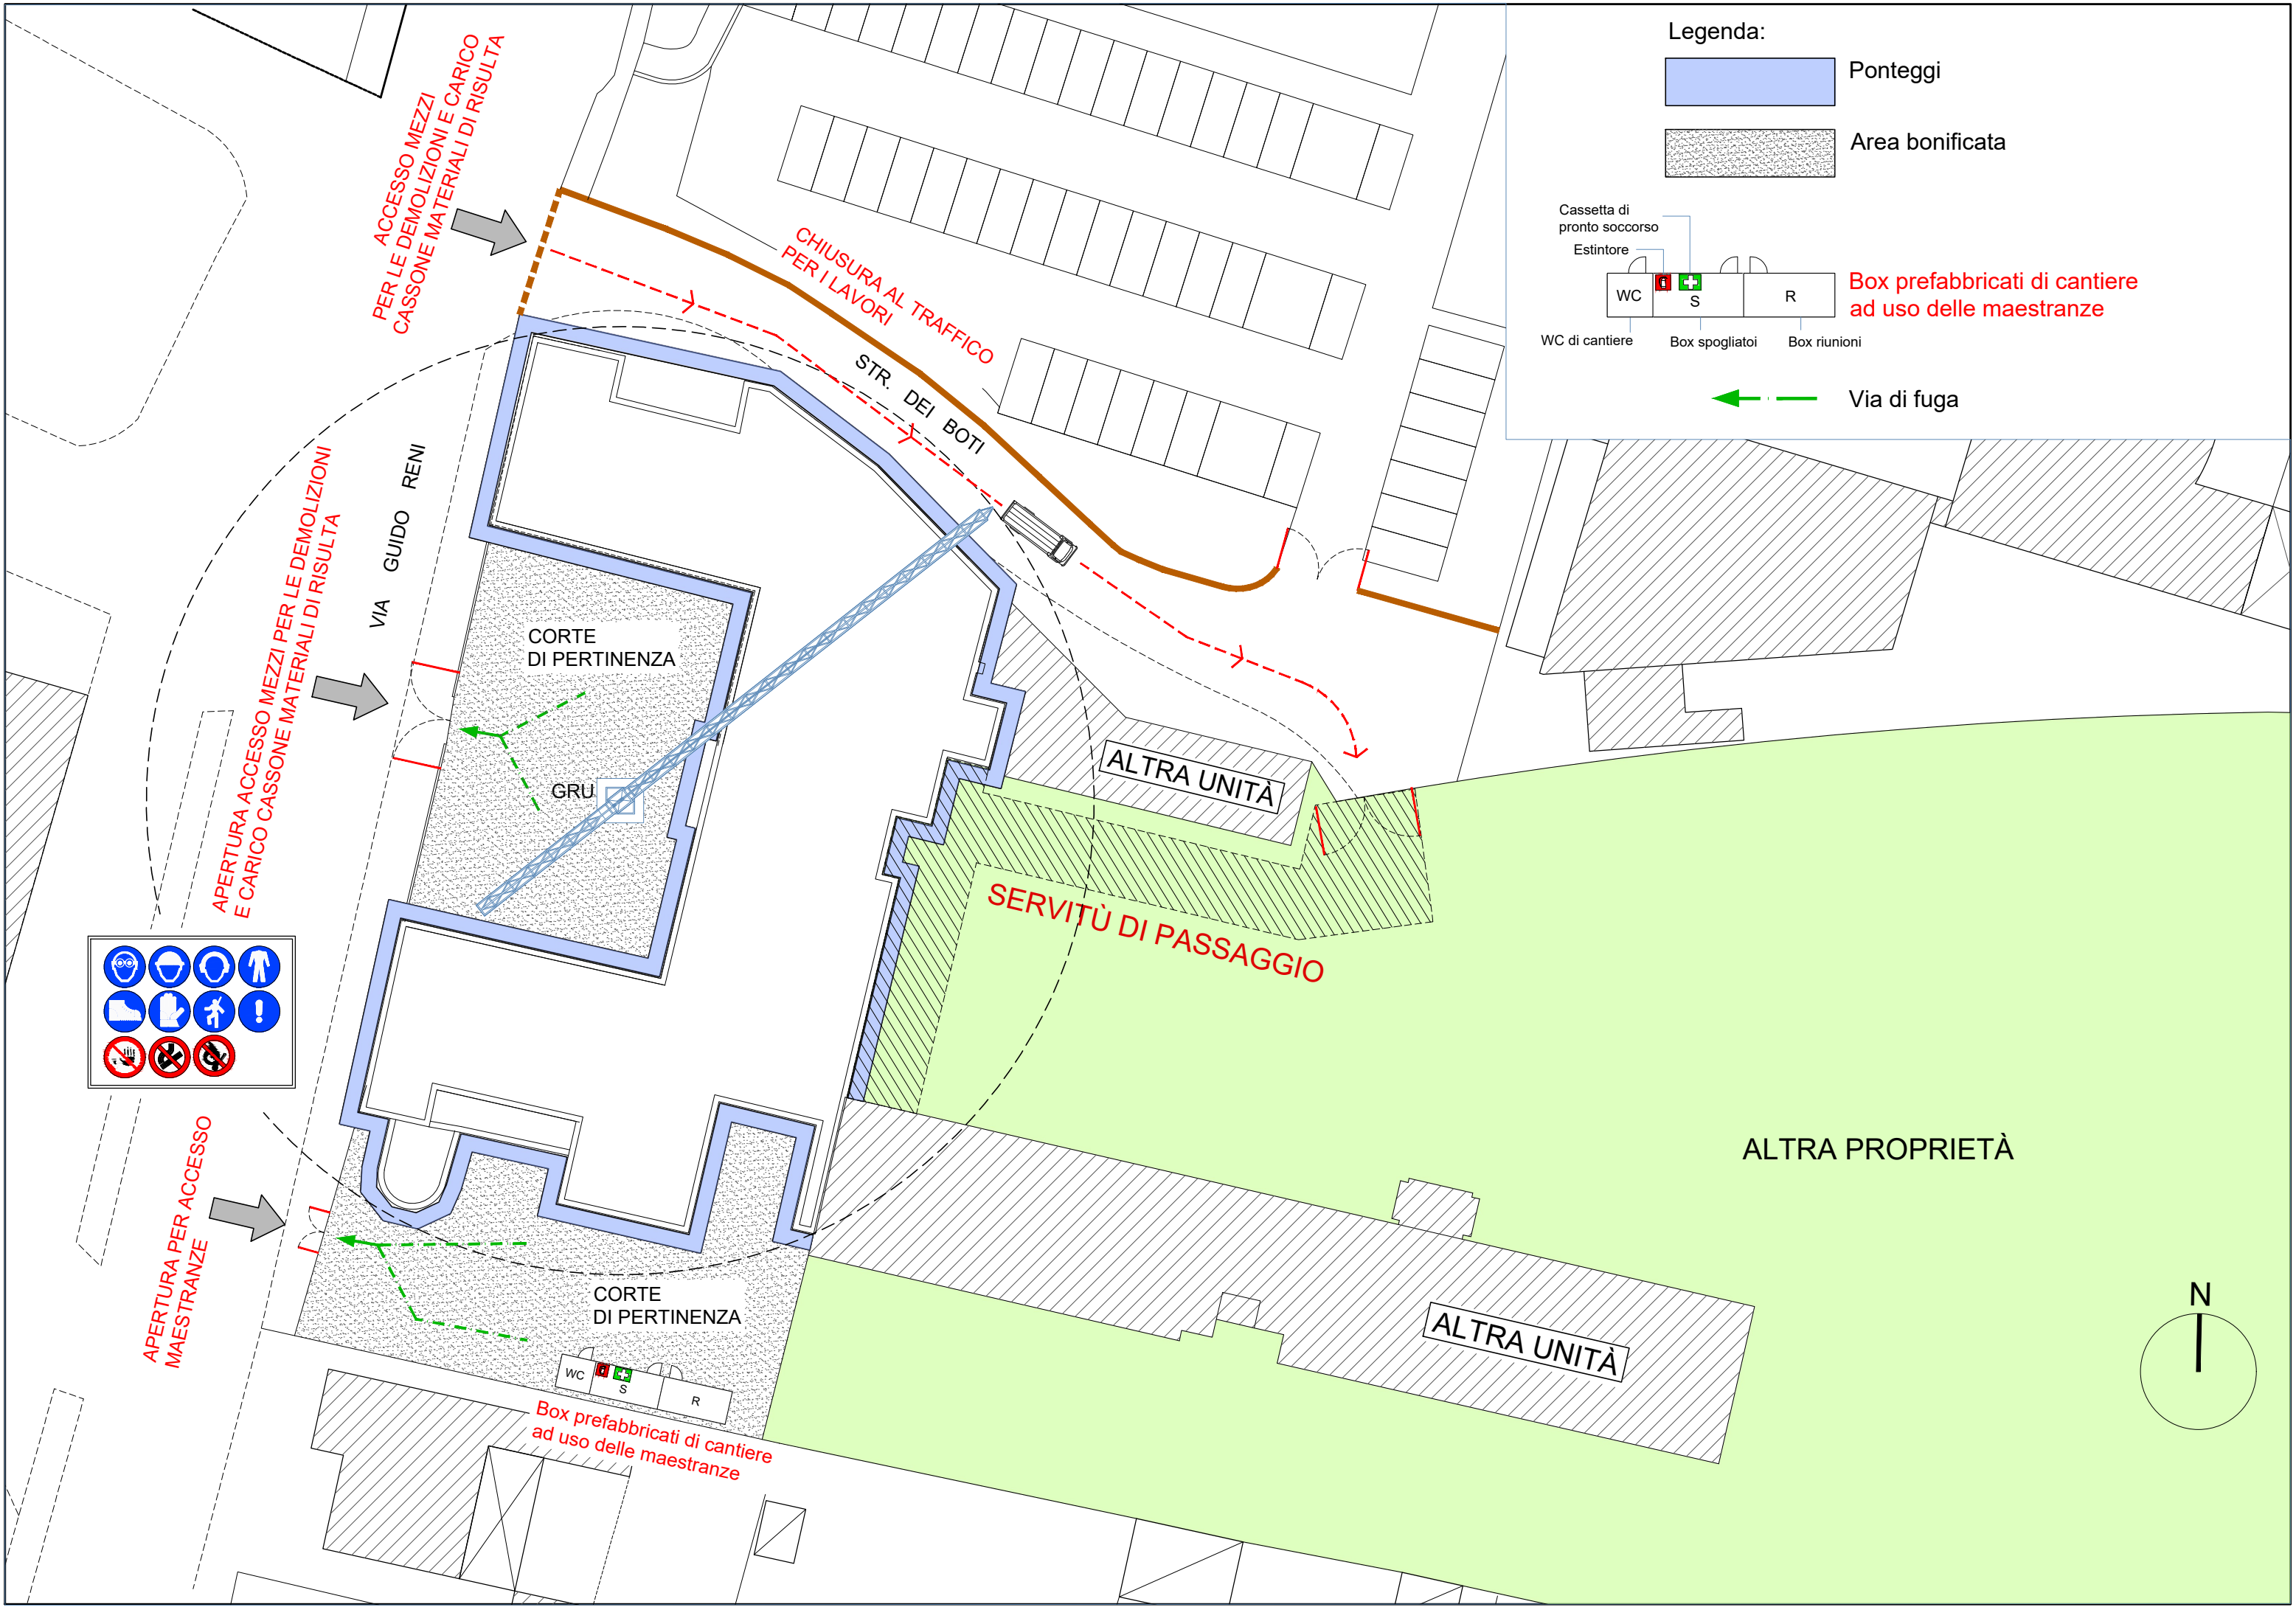 ACCESSO MEZZI
PER LE DEMOLIZIONI E CARICO
CASSONE MATERIALI DI RISULTA
CHIUSURA AL TRAFFICO
PER I LAVORI
STR. DEI BOTI
Legenda:
Ponteggi
Area bonificata
Cassetta di
pronto soccorso
Estintore
WC
S
R
Box prefabbricati di cantiere
ad uso delle maestranze
WC di cantiere
Box spogliatoi
Box riunioni
Via di fuga
VIA GUIDO RENI
APERTURA ACCESSO MEZZI PER LE DEMOLIZIONI
E CARICO CASSONE MATERIALI DI RISULTA
CORTE
DI PERTINENZA
GRU
ALTRA UNITÀ
SERVITÙ DI PASSAGGIO
ALTRA PROPRIETÀ
APERTURA PER ACCESSO
MAESTRANZE
CORTE
DI PERTINENZA
WC
S
R
Box prefabbricati di cantiere
ad uso delle maestranze
ALTRA UNITÀ
N